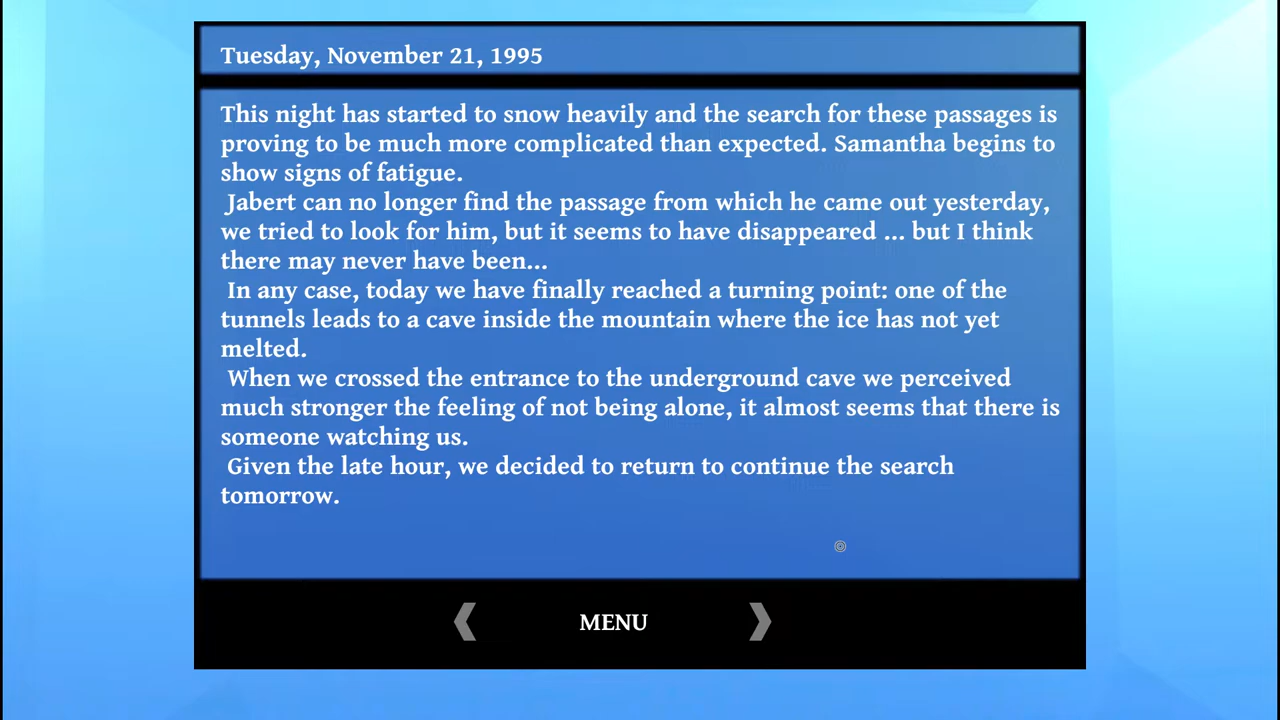 Tuesday, November 21, 1995
This night has started to snow heavily and the search for these passages is
proving to be much more complicated than expected. Samantha begins to
show signs of fatigue.
Jabert can no longer find the passage from which he came out yesterday,
we tried to look for him, but it seems to have disappeared ... but I think
there may never have been...
In any case, today we have finally reached a turning point: one of the
tunnels leads to a cave inside the mountain where the ice has not yet
melted.
When we crossed the entrance to the underground cave we perceived
much stronger the feeling of not being alone, it almost seems that there is
someone watching us.
Given the late hour, we decided to return to continue the search
tomorrow.
MENU